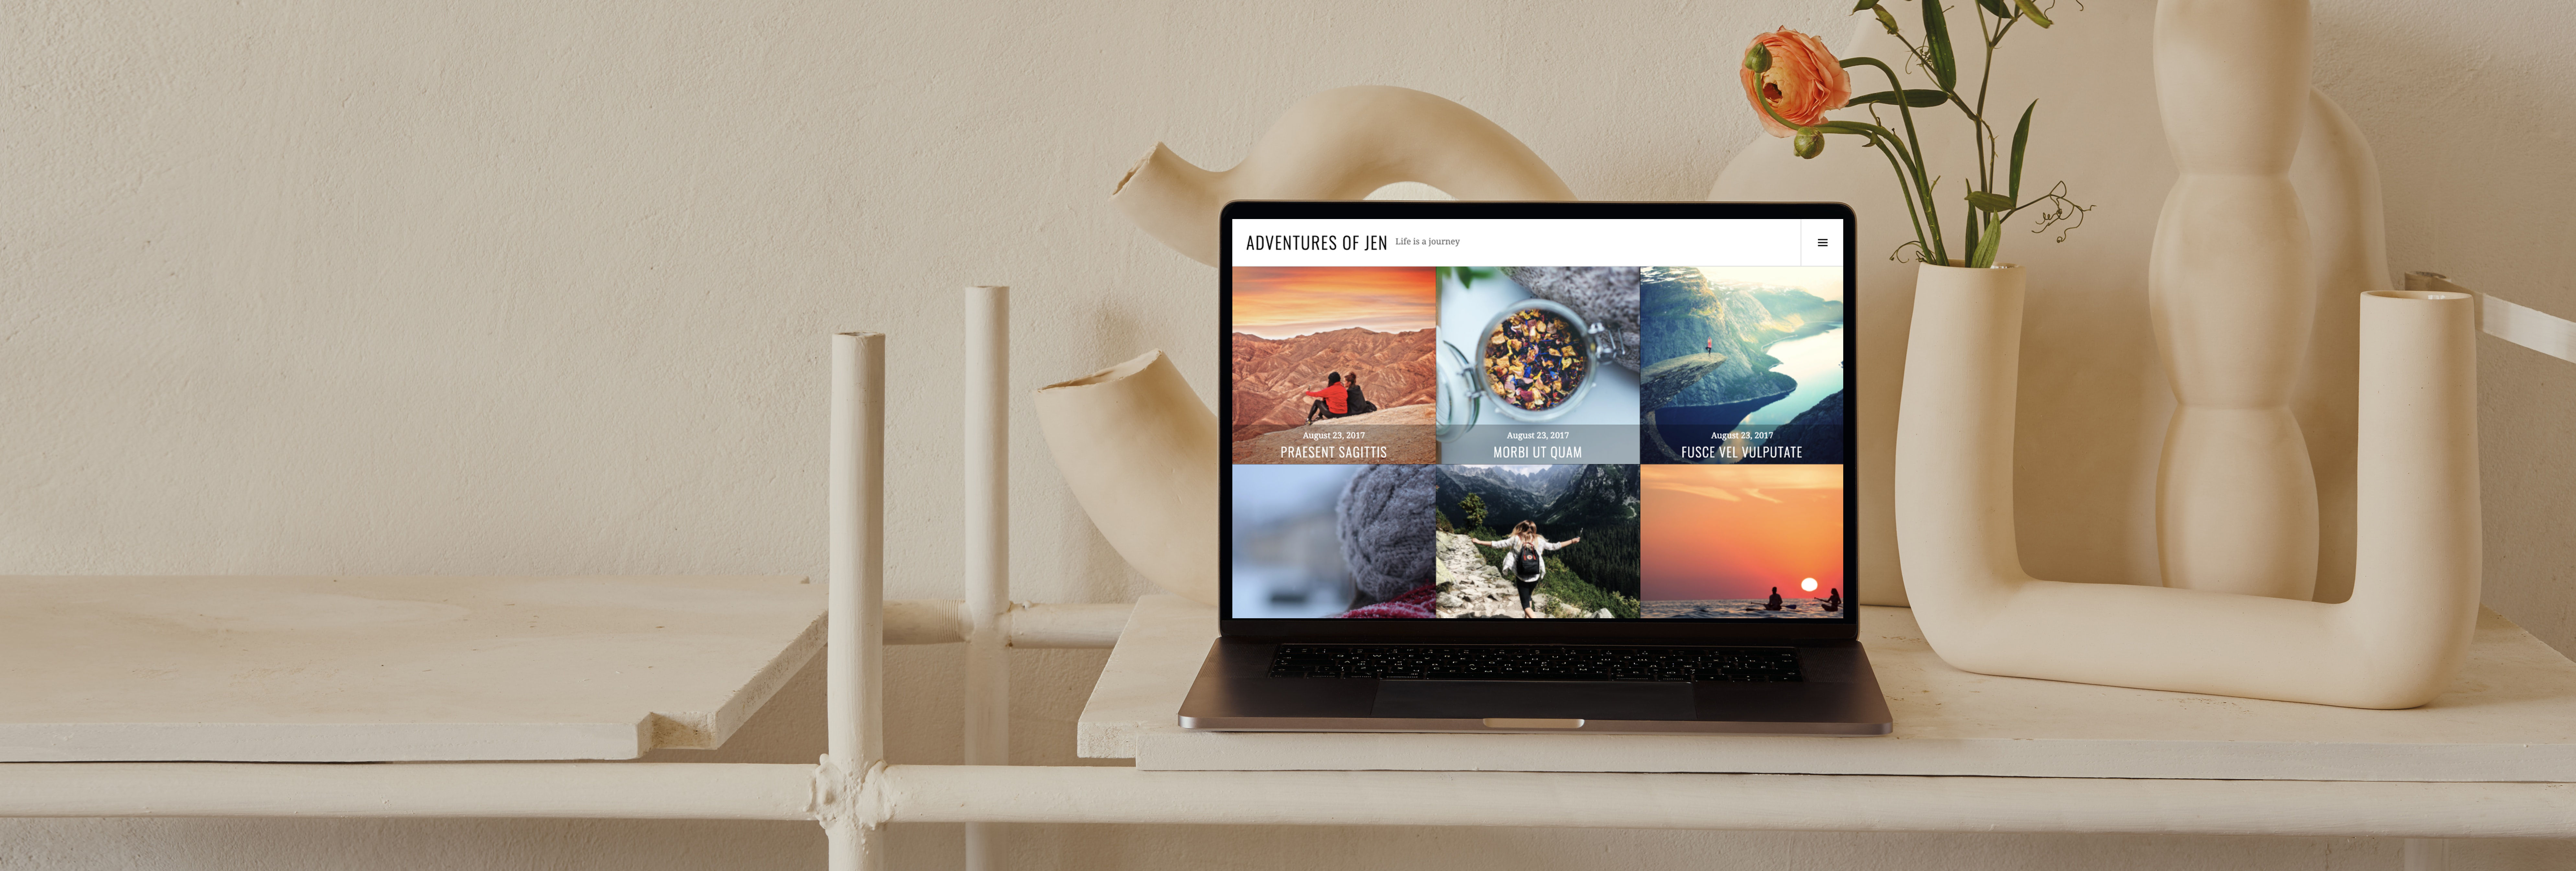 ADVENTURES OF JEN Life is a journey
August 23, 2017 August 23, 2017 August 23, 2017
PRAESENT SAGITTIS MORBI UT QUAM FUSCE VEL VULPUTATE